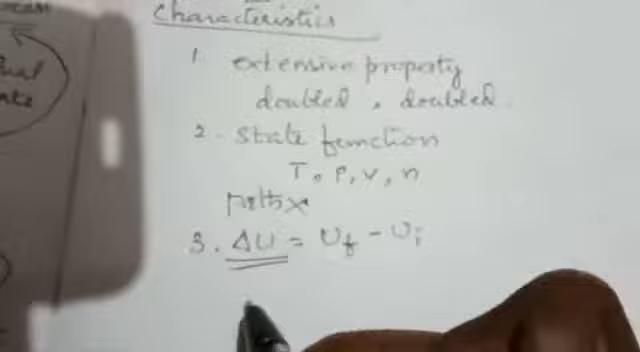 Characteristics
1. extensive property
doubled, doubled.
2. State function
T, P, V, n
path x
3. ΔU = Uf - Ui